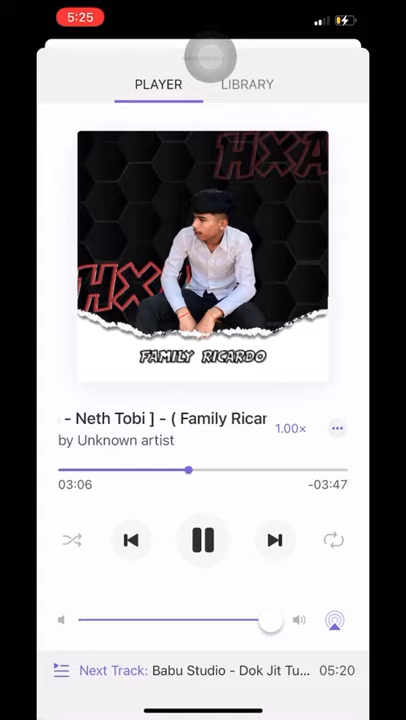 5:25
PLAYER
LIBRARY
HXA
HX
FAMILY RICARDO
- Neth Tobi ] - ( Family Ricar
1.00×
by Unknown artist
03:06
-03:47
Next Track: Babu Studio - Dok Jit Tu...
05:20